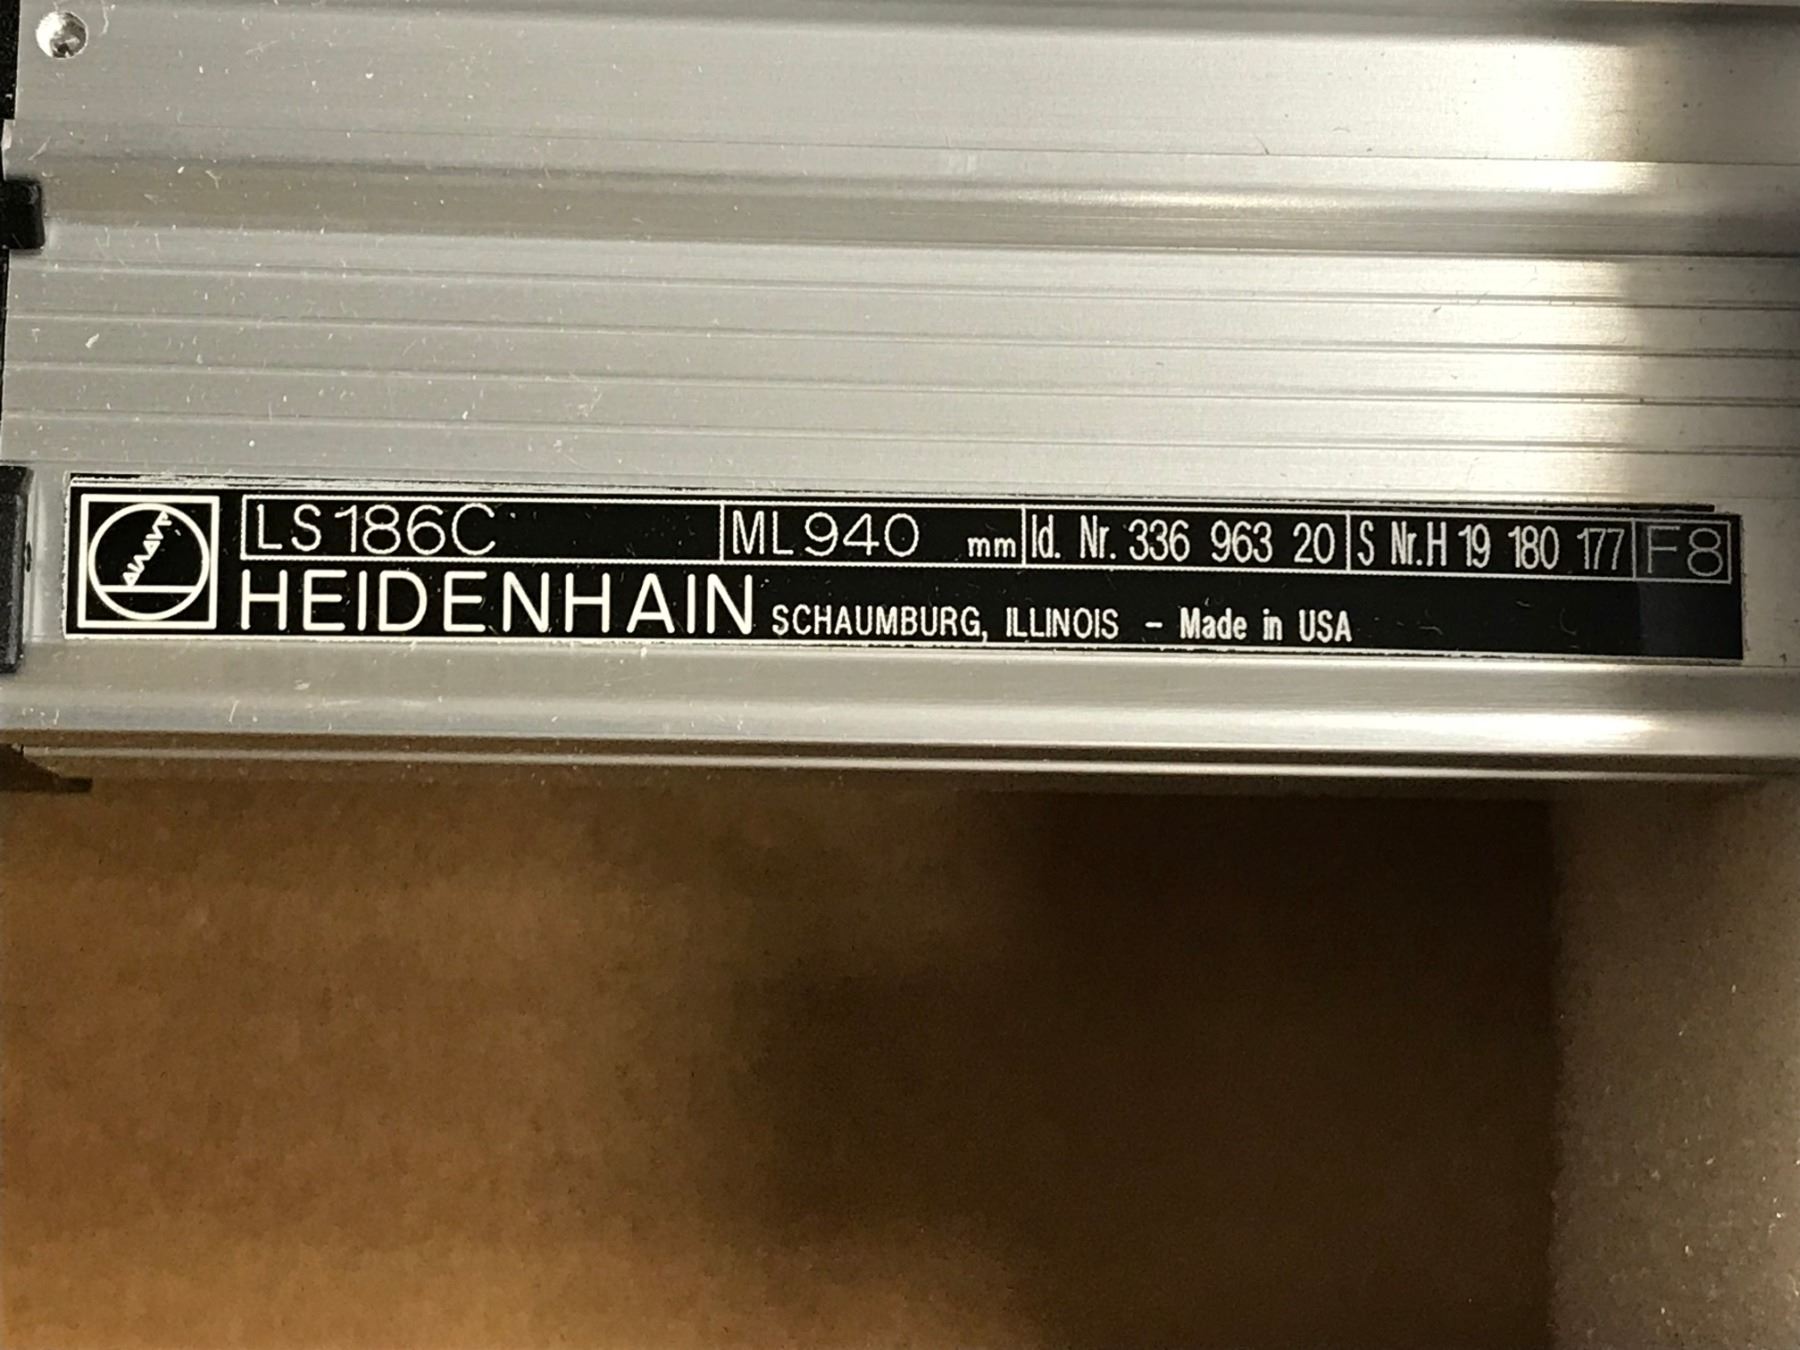 LS186C ML940 mm Id. Nr. 336 963 20 S Nr. H 19 180 177 F8
HEIDENHAIN SCHAUMBURG, ILLINOIS - Made in USA